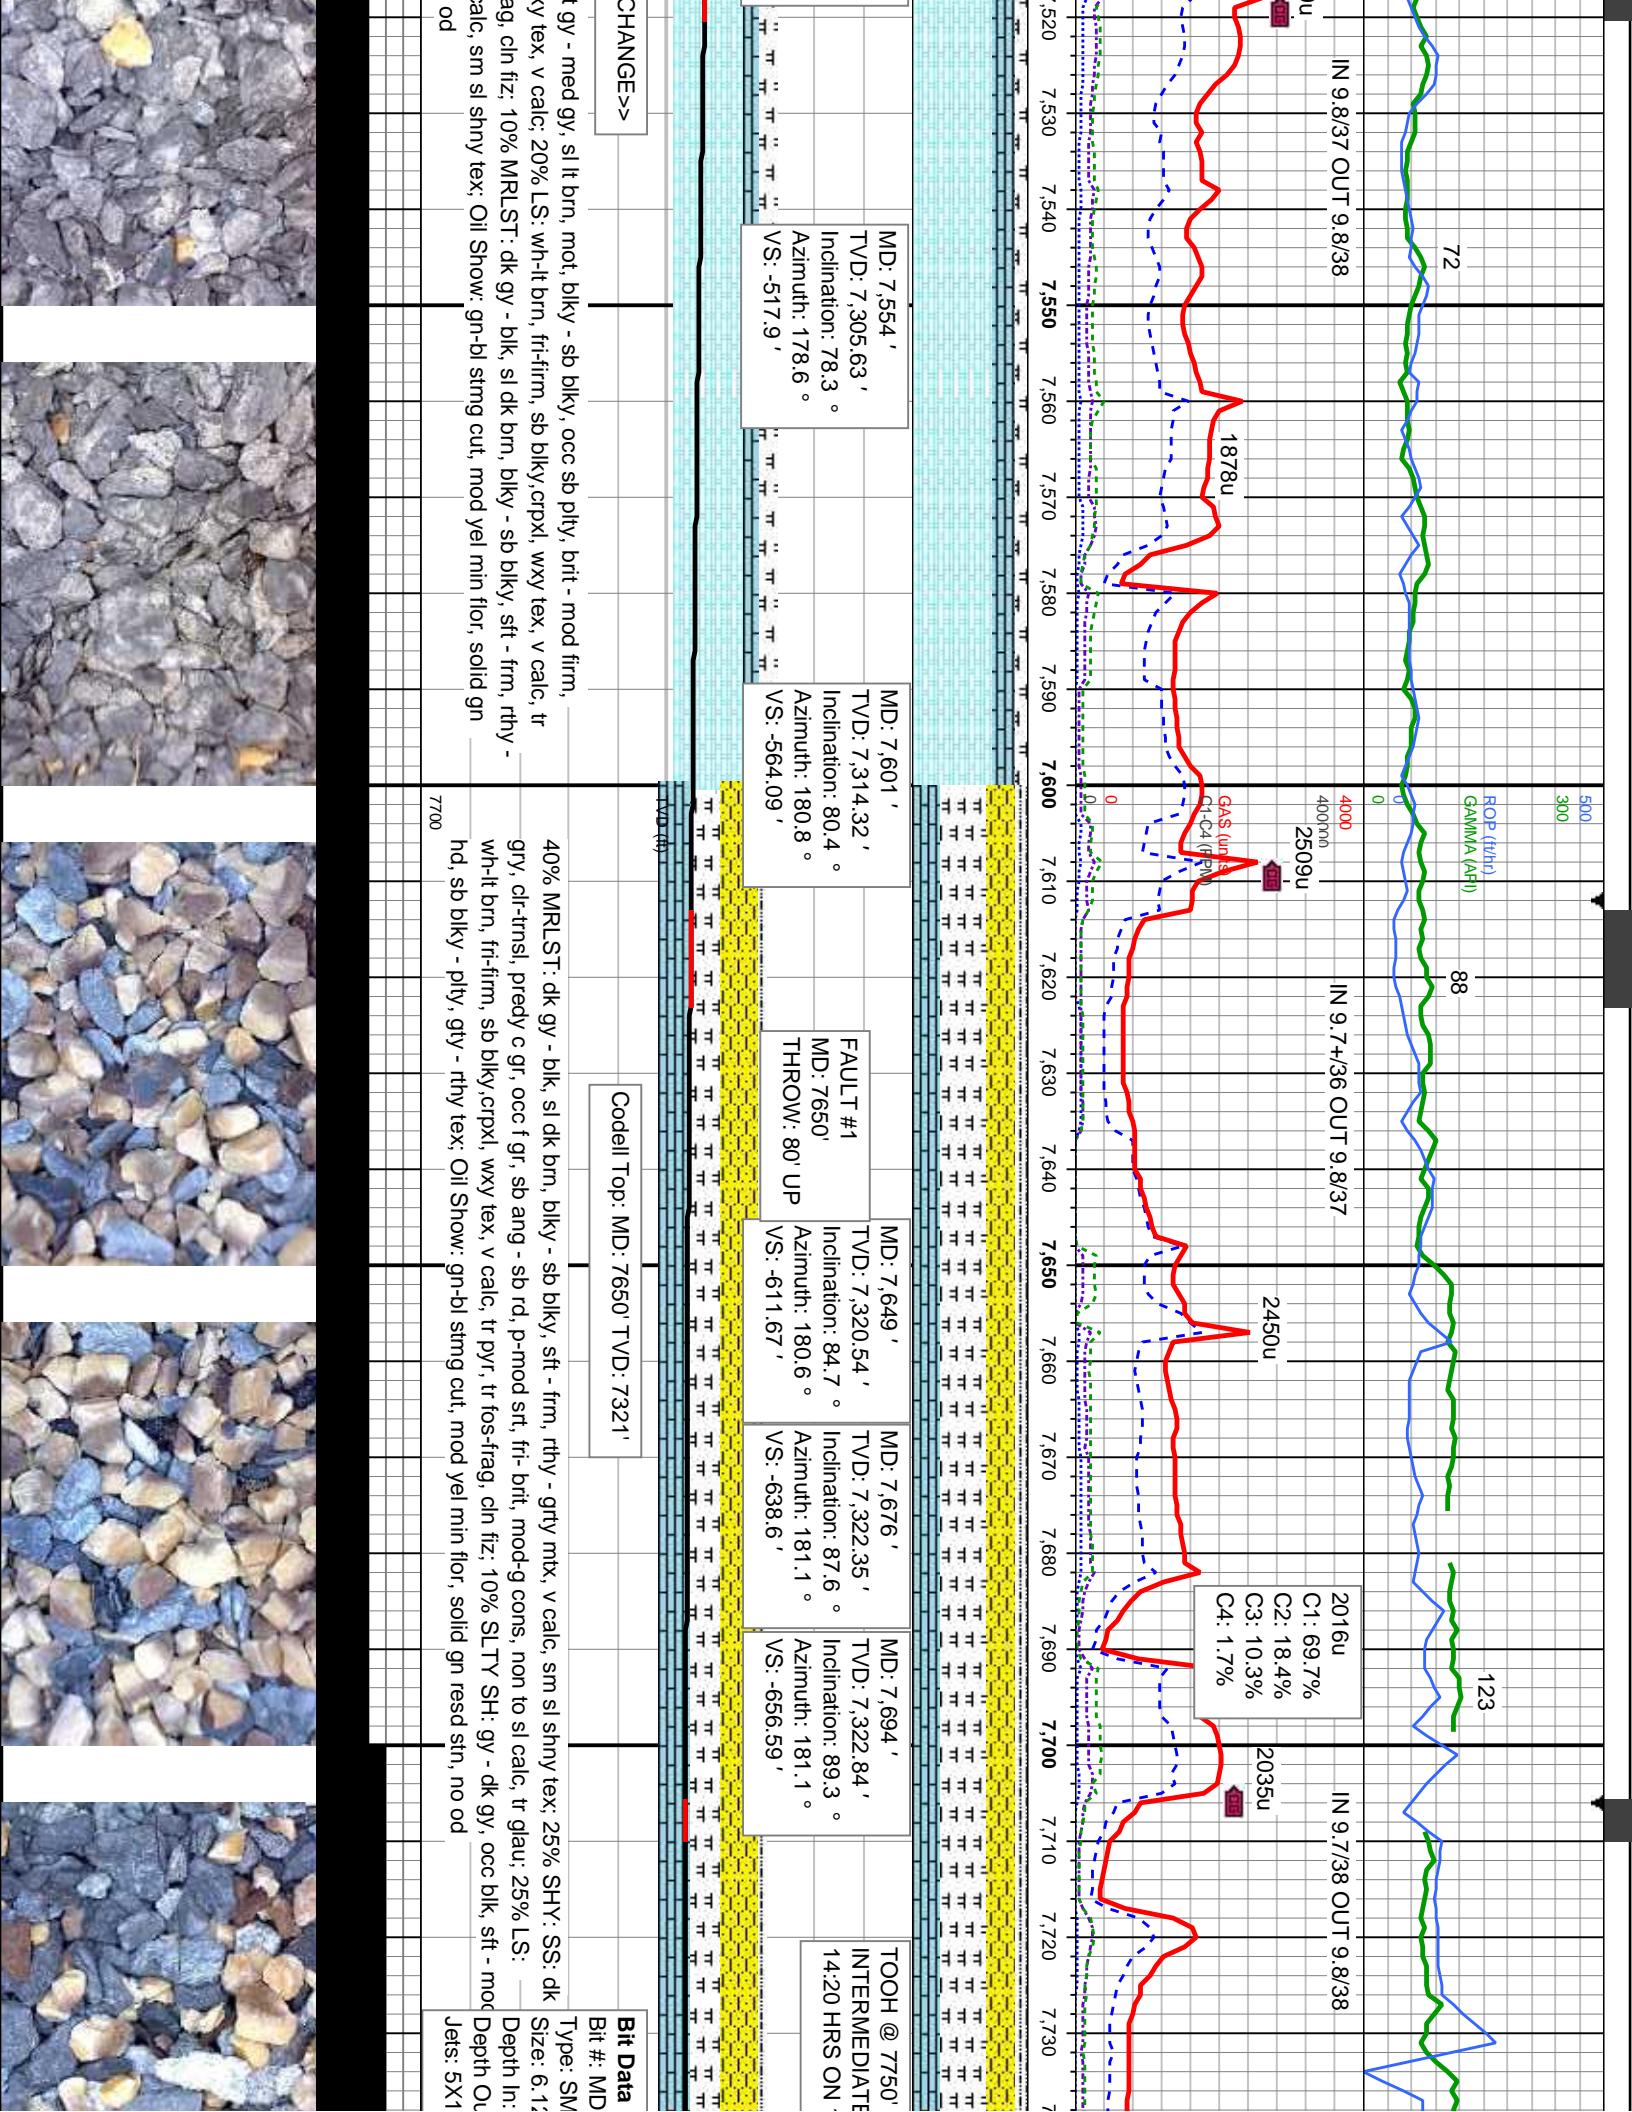 7,520
7,530
7,540
7,550
7,560
7,570
7,580
7,590
7,600
7,610
7,620
7,630
7,640
7,650
7,660
7,670
7,680
7,690
7,700
7,710
7,720
7,730
IN 9.8/37 OUT 9.8/38
72
1878u
ROP (ft/hr)
GAMMA (API)
500
300
0
0
4000
40000
GAS (units)
C1-C4 (PPM)
0
0
2509u
88
IN 9.7+/36 OUT 9.8/37
2450u
2016u
C1: 69.7%
C2: 18.4%
C3: 10.3%
C4: 1.7%
123
2035u
IN 9.7/38 OUT 9.8/38
MD: 7,554 '
TVD: 7,305.63 '
Inclination: 78.3 °
Azimuth: 178.6 °
VS: -517.9 '
MD: 7,601 '
TVD: 7,314.32 '
Inclination: 80.4 °
Azimuth: 180.8 °
VS: -564.09 '
FAULT #1
MD: 7650'
THROW: 80' UP
MD: 7,649 '
TVD: 7,320.54 '
Inclination: 84.7 °
Azimuth: 180.6 °
VS: -611.67 '
MD: 7,676 '
TVD: 7,322.35 '
Inclination: 87.6 °
Azimuth: 181.1 °
VS: -638.6 '
MD: 7,694 '
TVD: 7,322.84 '
Inclination: 89.3 °
Azimuth: 181.1 °
VS: -656.59 '
TOOH @ 7750'
INTERMEDIATE
14:20 HRS ON
CHANGE>>
t gy - med gy, sl lt brn, mot, blky - sb blky, occ sb plty, brit - mod firm,
ky tex, v calc; 20% LS: wh-lt brn, fri-firm, sb blky,crpxl, wxy tex, v calc, tr
ag, cln fiz; 10% MRLST: dk gy - blk, sl dk brn, blky - sb blky, sft - frm, rthy -
calc, sm sl shny tex; Oil Show: gn-bl stmg cut, mod yel min flor, solid gn
od
TVD (ft)
7700
Codell Top: MD: 7650' TVD: 7321'
40% MRLST: dk gy - blk, sl dk brn, blky - sb blky, sft - frm, rthy - grty mtx, v calc, sm sl shny tex; 25% SHY: SS: dk
gry, clr-trnsl, predy c gr, occ f gr, sb ang - sb rd, p-mod srt, fri- brit, mod-g cons, non to sl calc, tr glau; 25% LS:
wh-lt brn, fri-firm, sb blky,crpxl, wxy tex, v calc, tr pyr, tr fos-frag, cln fiz; 10% SLTY SH: gy - dk gy, occ blk, sft - mod
hd, sb blky - plty, gty - rthy tex; Oil Show: gn-bl stmg cut, mod yel min flor, solid gn resd stn, no od
Bit Data
Bit #: MD
Type: SM
Size: 6.12
Depth In:
Depth Ou
Jets: 5X1